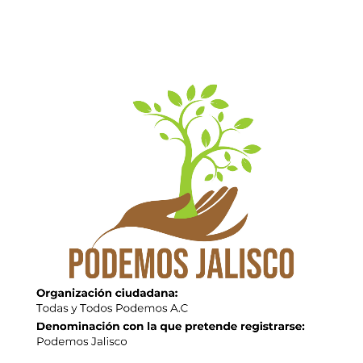 PODEMOS JALISCO
Organización ciudadana:
Todas y Todos Podemos A.C
Denominación con la que pretende registrarse:
Podemos Jalisco